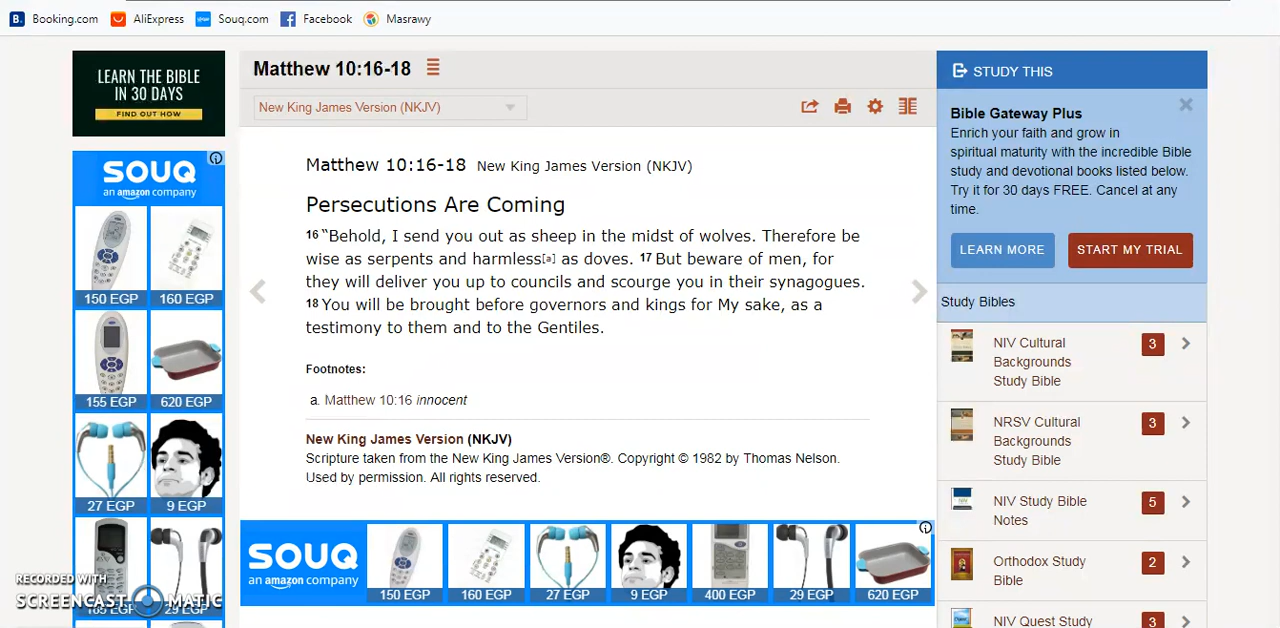 Booking.com
AliExpress
Souq.com
Facebook
Masrawy
LEARN THE BIBLE
IN 30 DAYS
FIND OUT HOW
SOUQ
an amazon company
150 EGP
160 EGP
155 EGP
620 EGP
27 EGP
9 EGP
165 EGP
29 EGP
RECORDED WITH
SCREENCAST MATIC
Matthew 10:16-18
New King James Version (NKJV)
Matthew 10:16-18 New King James Version (NKJV)
Persecutions Are Coming
16 “Behold, I send you out as sheep in the midst of wolves. Therefore be
wise as serpents and harmless[a] as doves. 17 But beware of men, for
they will deliver you up to councils and scourge you in their synagogues.
18 You will be brought before governors and kings for My sake, as a
testimony to them and to the Gentiles.
Footnotes:
a. Matthew 10:16 innocent
New King James Version (NKJV)
Scripture taken from the New King James Version®. Copyright © 1982 by Thomas Nelson.
Used by permission. All rights reserved.
SOUQ
an amazon company
150 EGP
160 EGP
27 EGP
9 EGP
400 EGP
29 EGP
620 EGP
STUDY THIS
Bible Gateway Plus
Enrich your faith and grow in
spiritual maturity with the incredible Bible
study and devotional books listed below.
Try it for 30 days FREE. Cancel at any
time.
LEARN MORE
START MY TRIAL
Study Bibles
NIV Cultural
Backgrounds
Study Bible
3
NRSV Cultural
Backgrounds
Study Bible
3
NIV Study Bible
Notes
5
Orthodox Study
Bible
2
NIV Quest Study
3